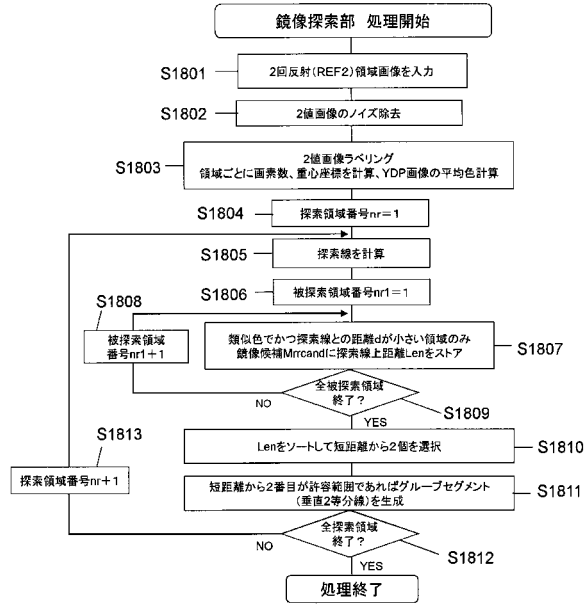 鏡像探索部 処理開始
S1801
2回反射(REF2)領域画像を入力
S1802
2値画像のノイズ除去
S1803
2値画像ラベリング
領域ごとに画素数、重心座標を計算、YDP画像の平均色計算
S1804
探索領域番号nr=1
S1805
探索線を計算
S1806
被探索領域番号nr1=1
S1808
被探索領域
番号nr1+1
類似色でかつ探索線との距離dが小さい領域のみ
鏡像候補Mrrcandに探索線上距離Lenをストア
S1807
全被探索領域
終了?
NO
S1809
YES
S1813
Lenをソートして短距離から2個を選択
S1810
探索領域番号nr+1
短距離から2番目が許容範囲であればグループセグメント
(垂直2等分線)を生成
S1811
全探索領域
終了?
NO
S1812
YES
処理終了